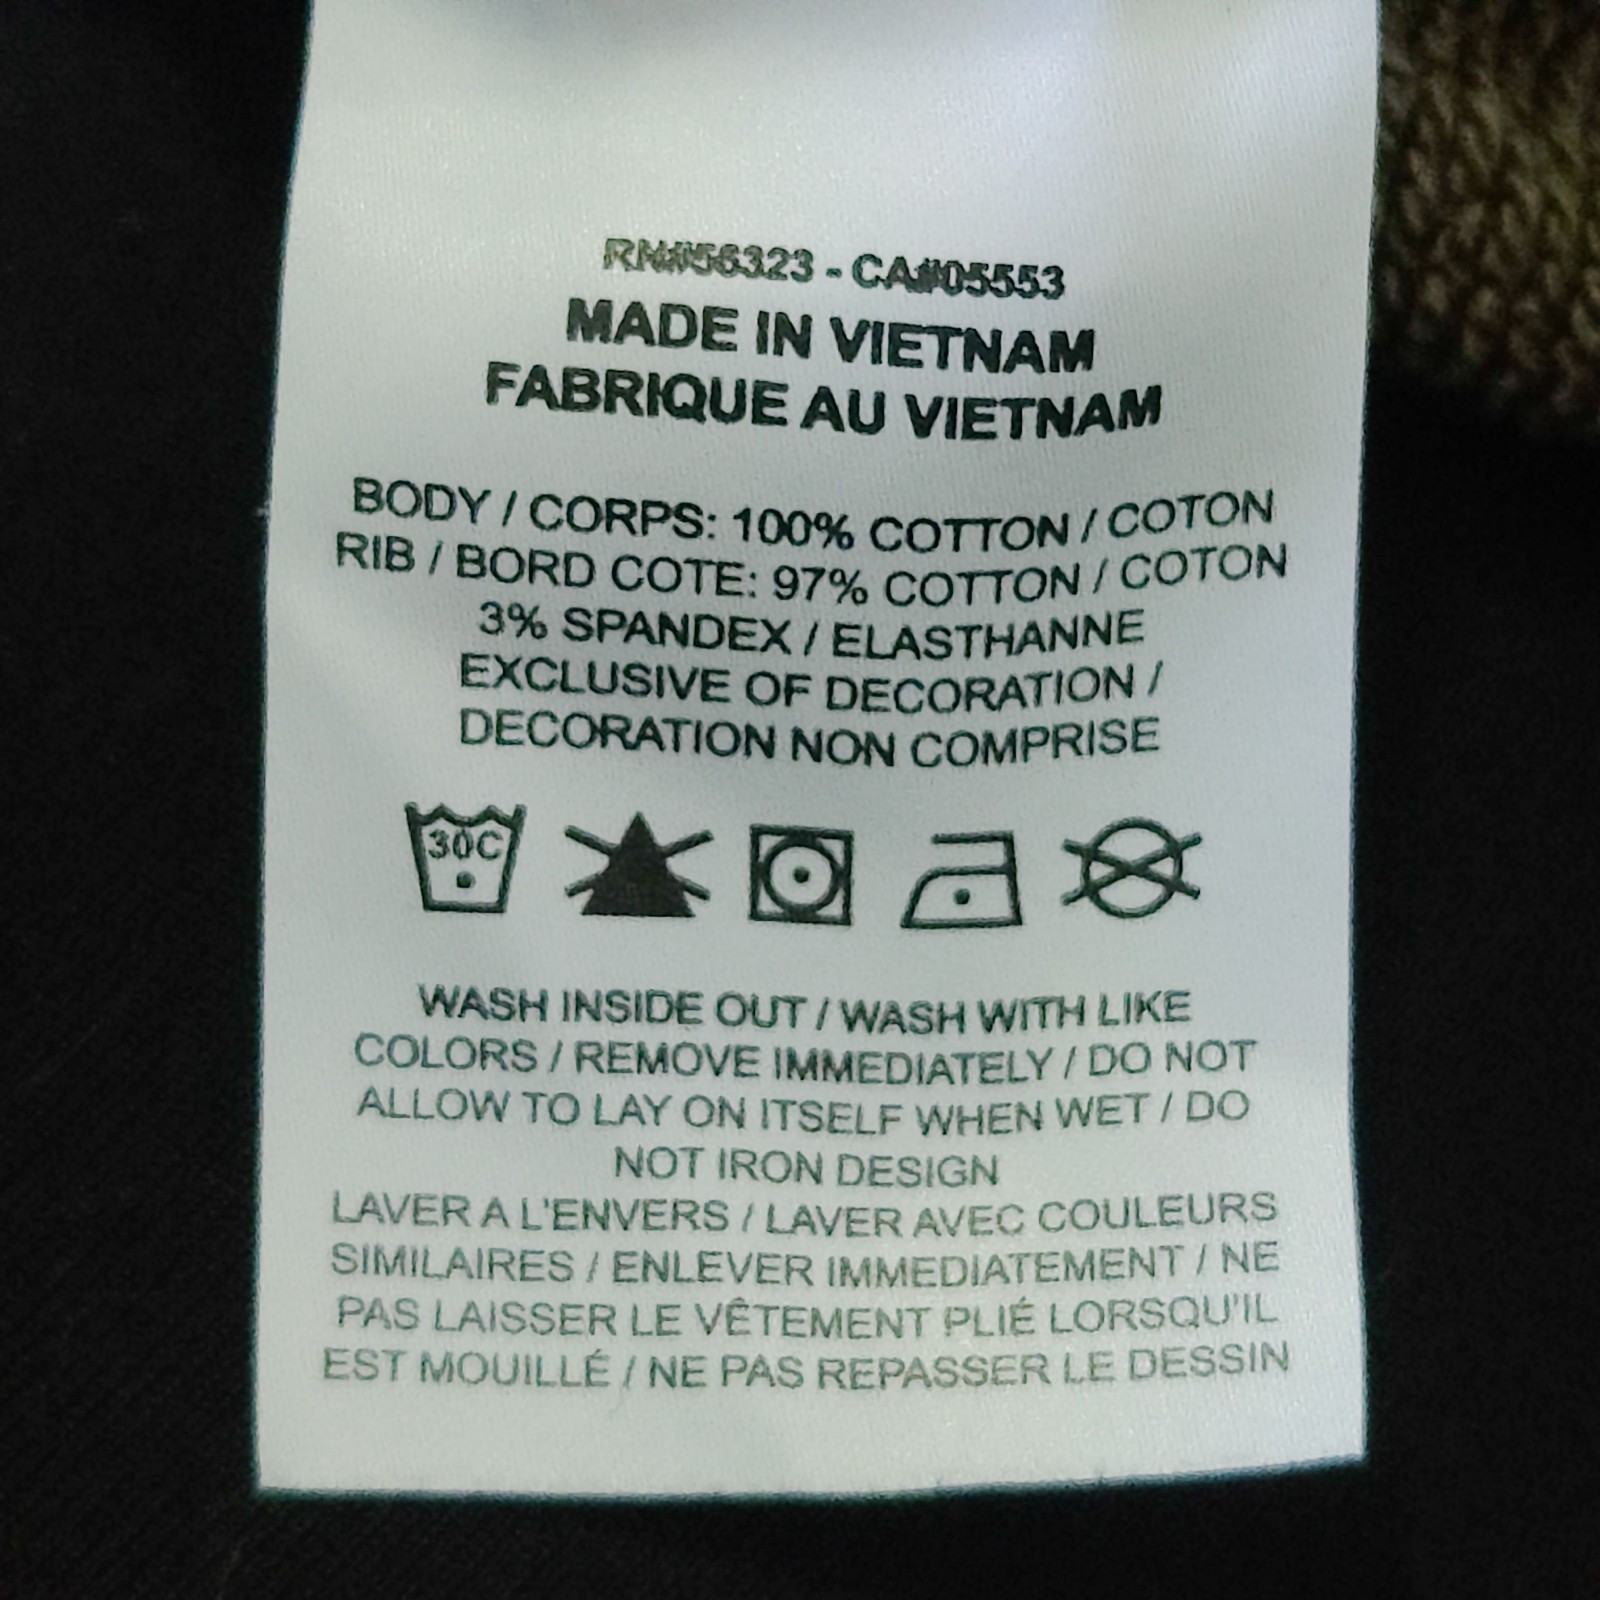 RN#56323 - CA#05553
MADE IN VIETNAM
FABRIQUE AU VIETNAM
BODY / CORPS: 100% COTTON / COTON
RIB / BORD COTE: 97% COTTON / COTON
3% SPANDEX / ELASTHANNE
EXCLUSIVE OF DECORATION /
DECORATION NON COMPRISE
30C
WASH INSIDE OUT / WASH WITH LIKE
COLORS / REMOVE IMMEDIATELY / DO NOT
ALLOW TO LAY ON ITSELF WHEN WET / DO
NOT IRON DESIGN
LAVER A L'ENVERS / LAVER AVEC COULEURS
SIMILAIRES / ENLEVER IMMEDIATEMENT / NE
PAS LAISSER LE VÊTEMENT PLIÉ LORSQU'IL
EST MOUILLÉ / NE PAS REPASSER LE DESSIN